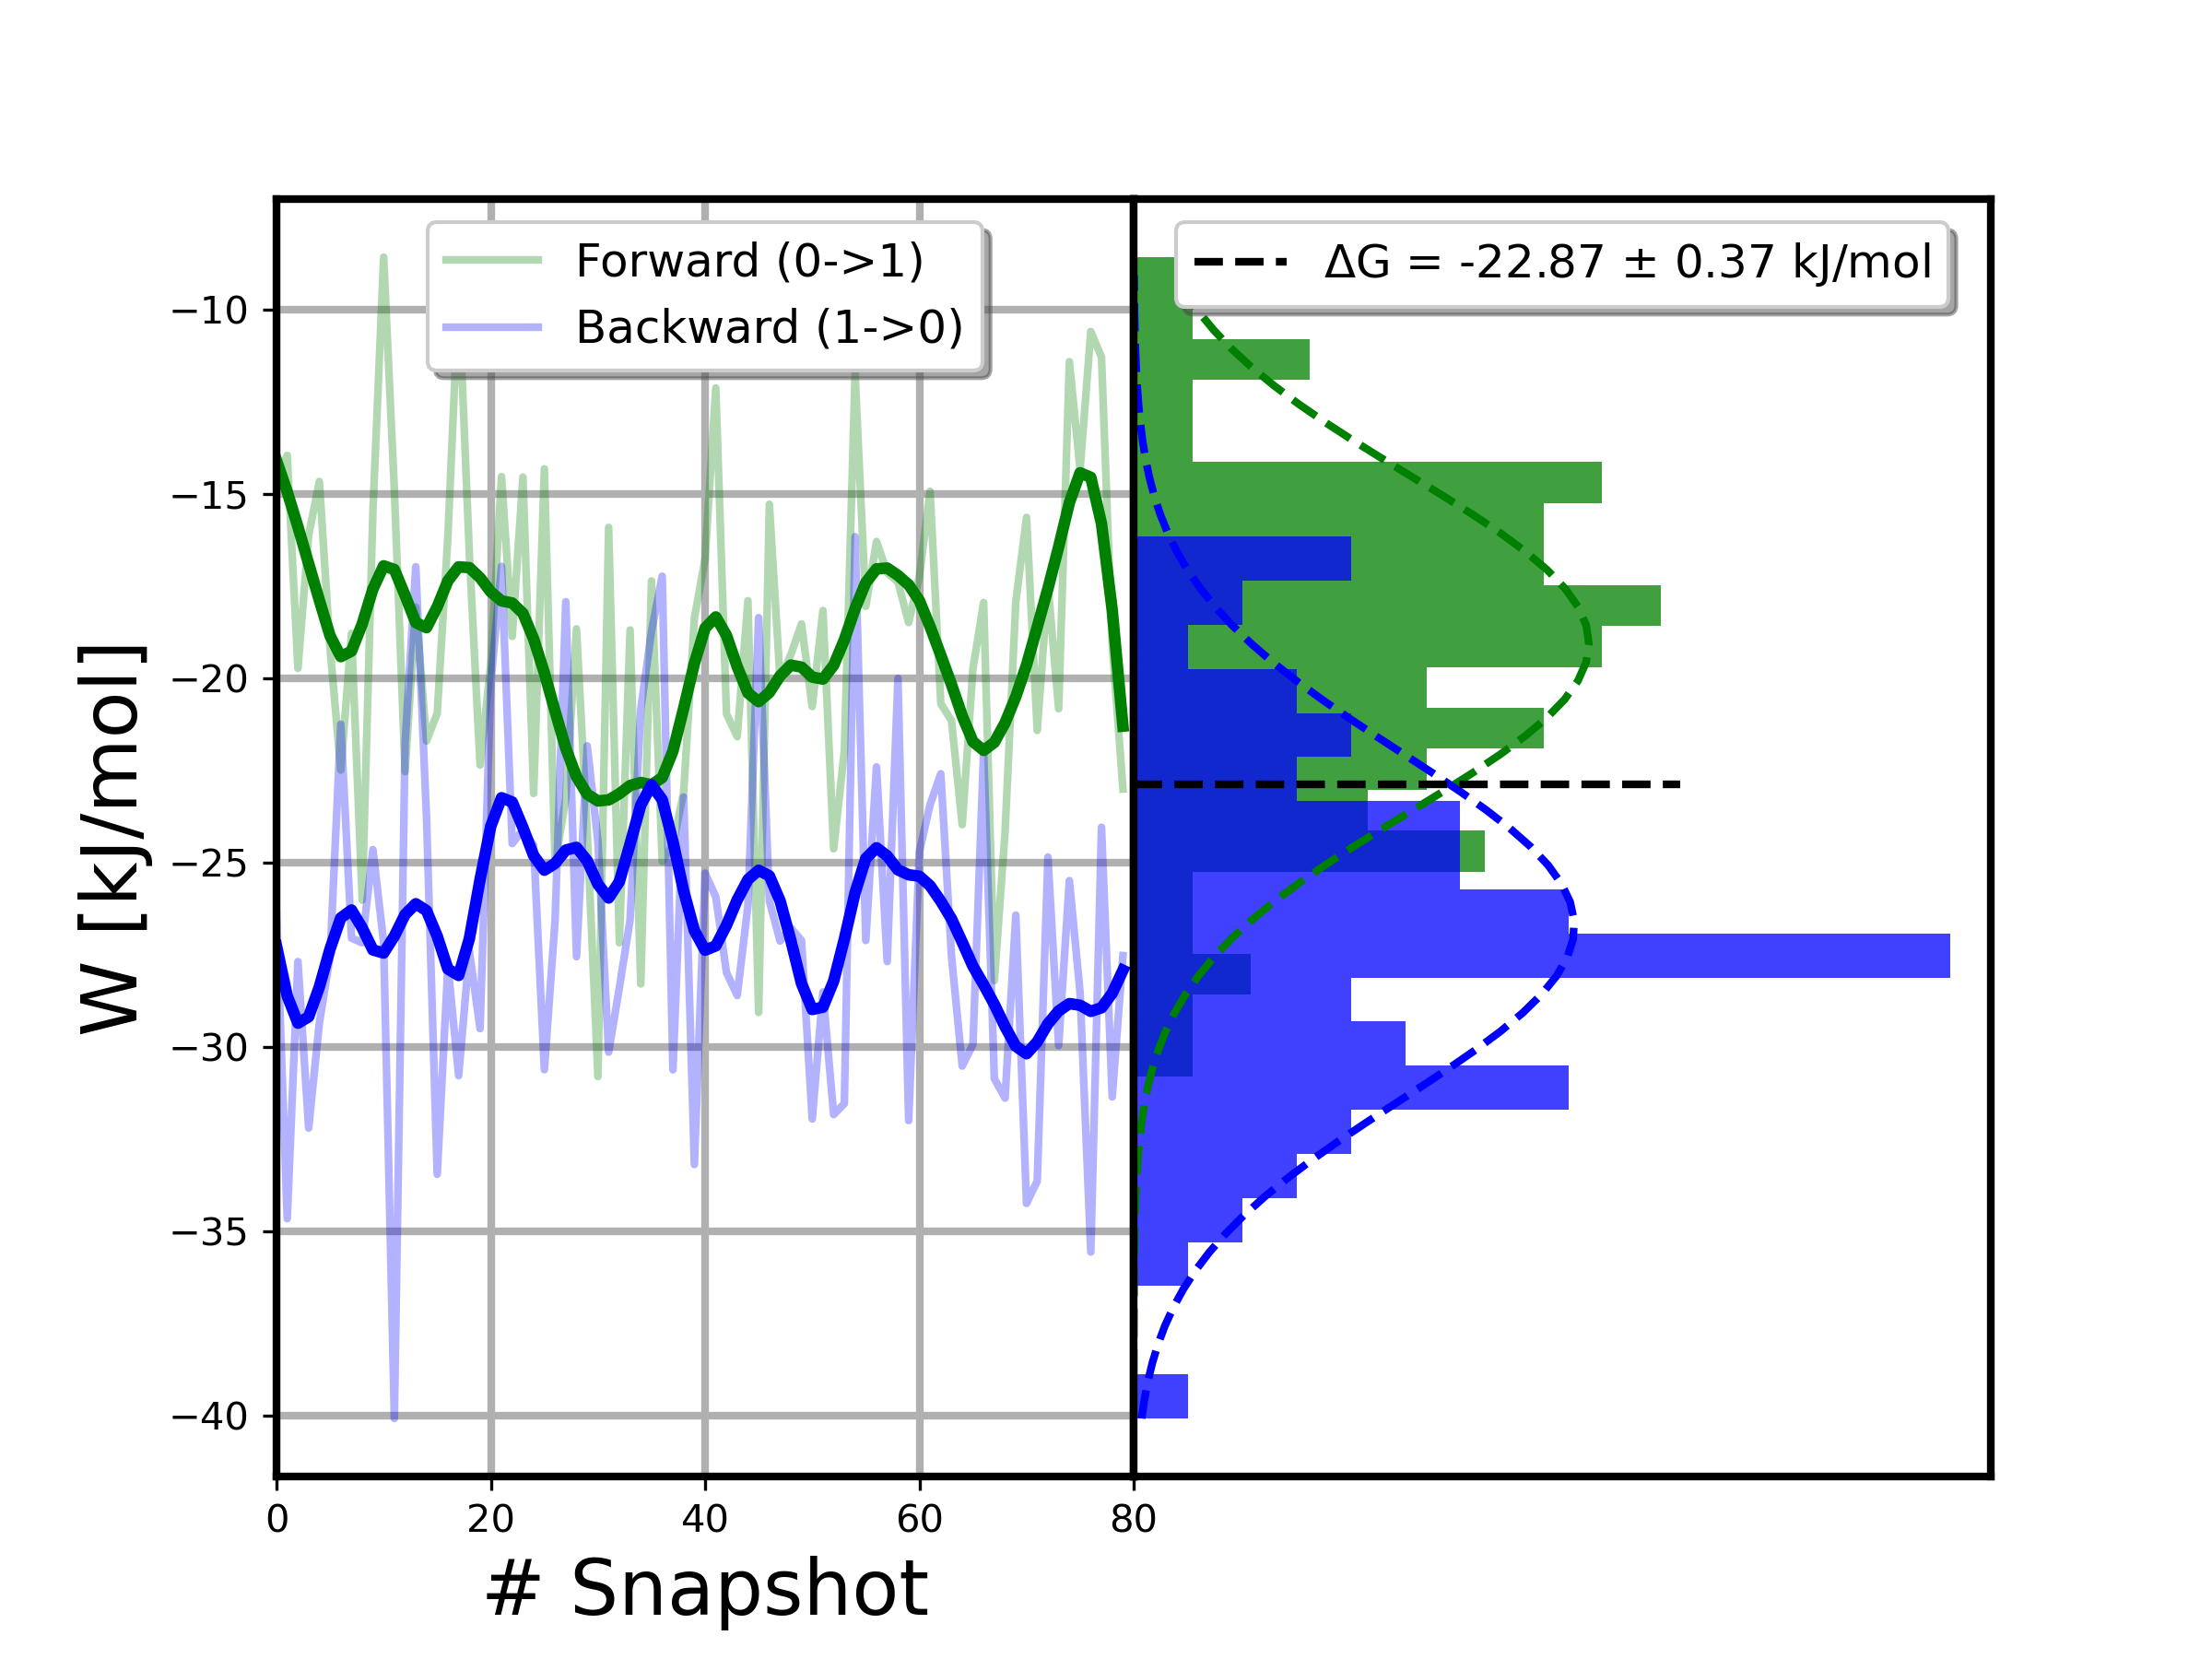 Forward (0->1)
Backward (1->0)
ΔG = -22.87 ± 0.37 kJ/mol
W [kJ/mol]
−10
−15
−20
−25
−30
−35
−40
0 20 40 60 80
# Snapshot